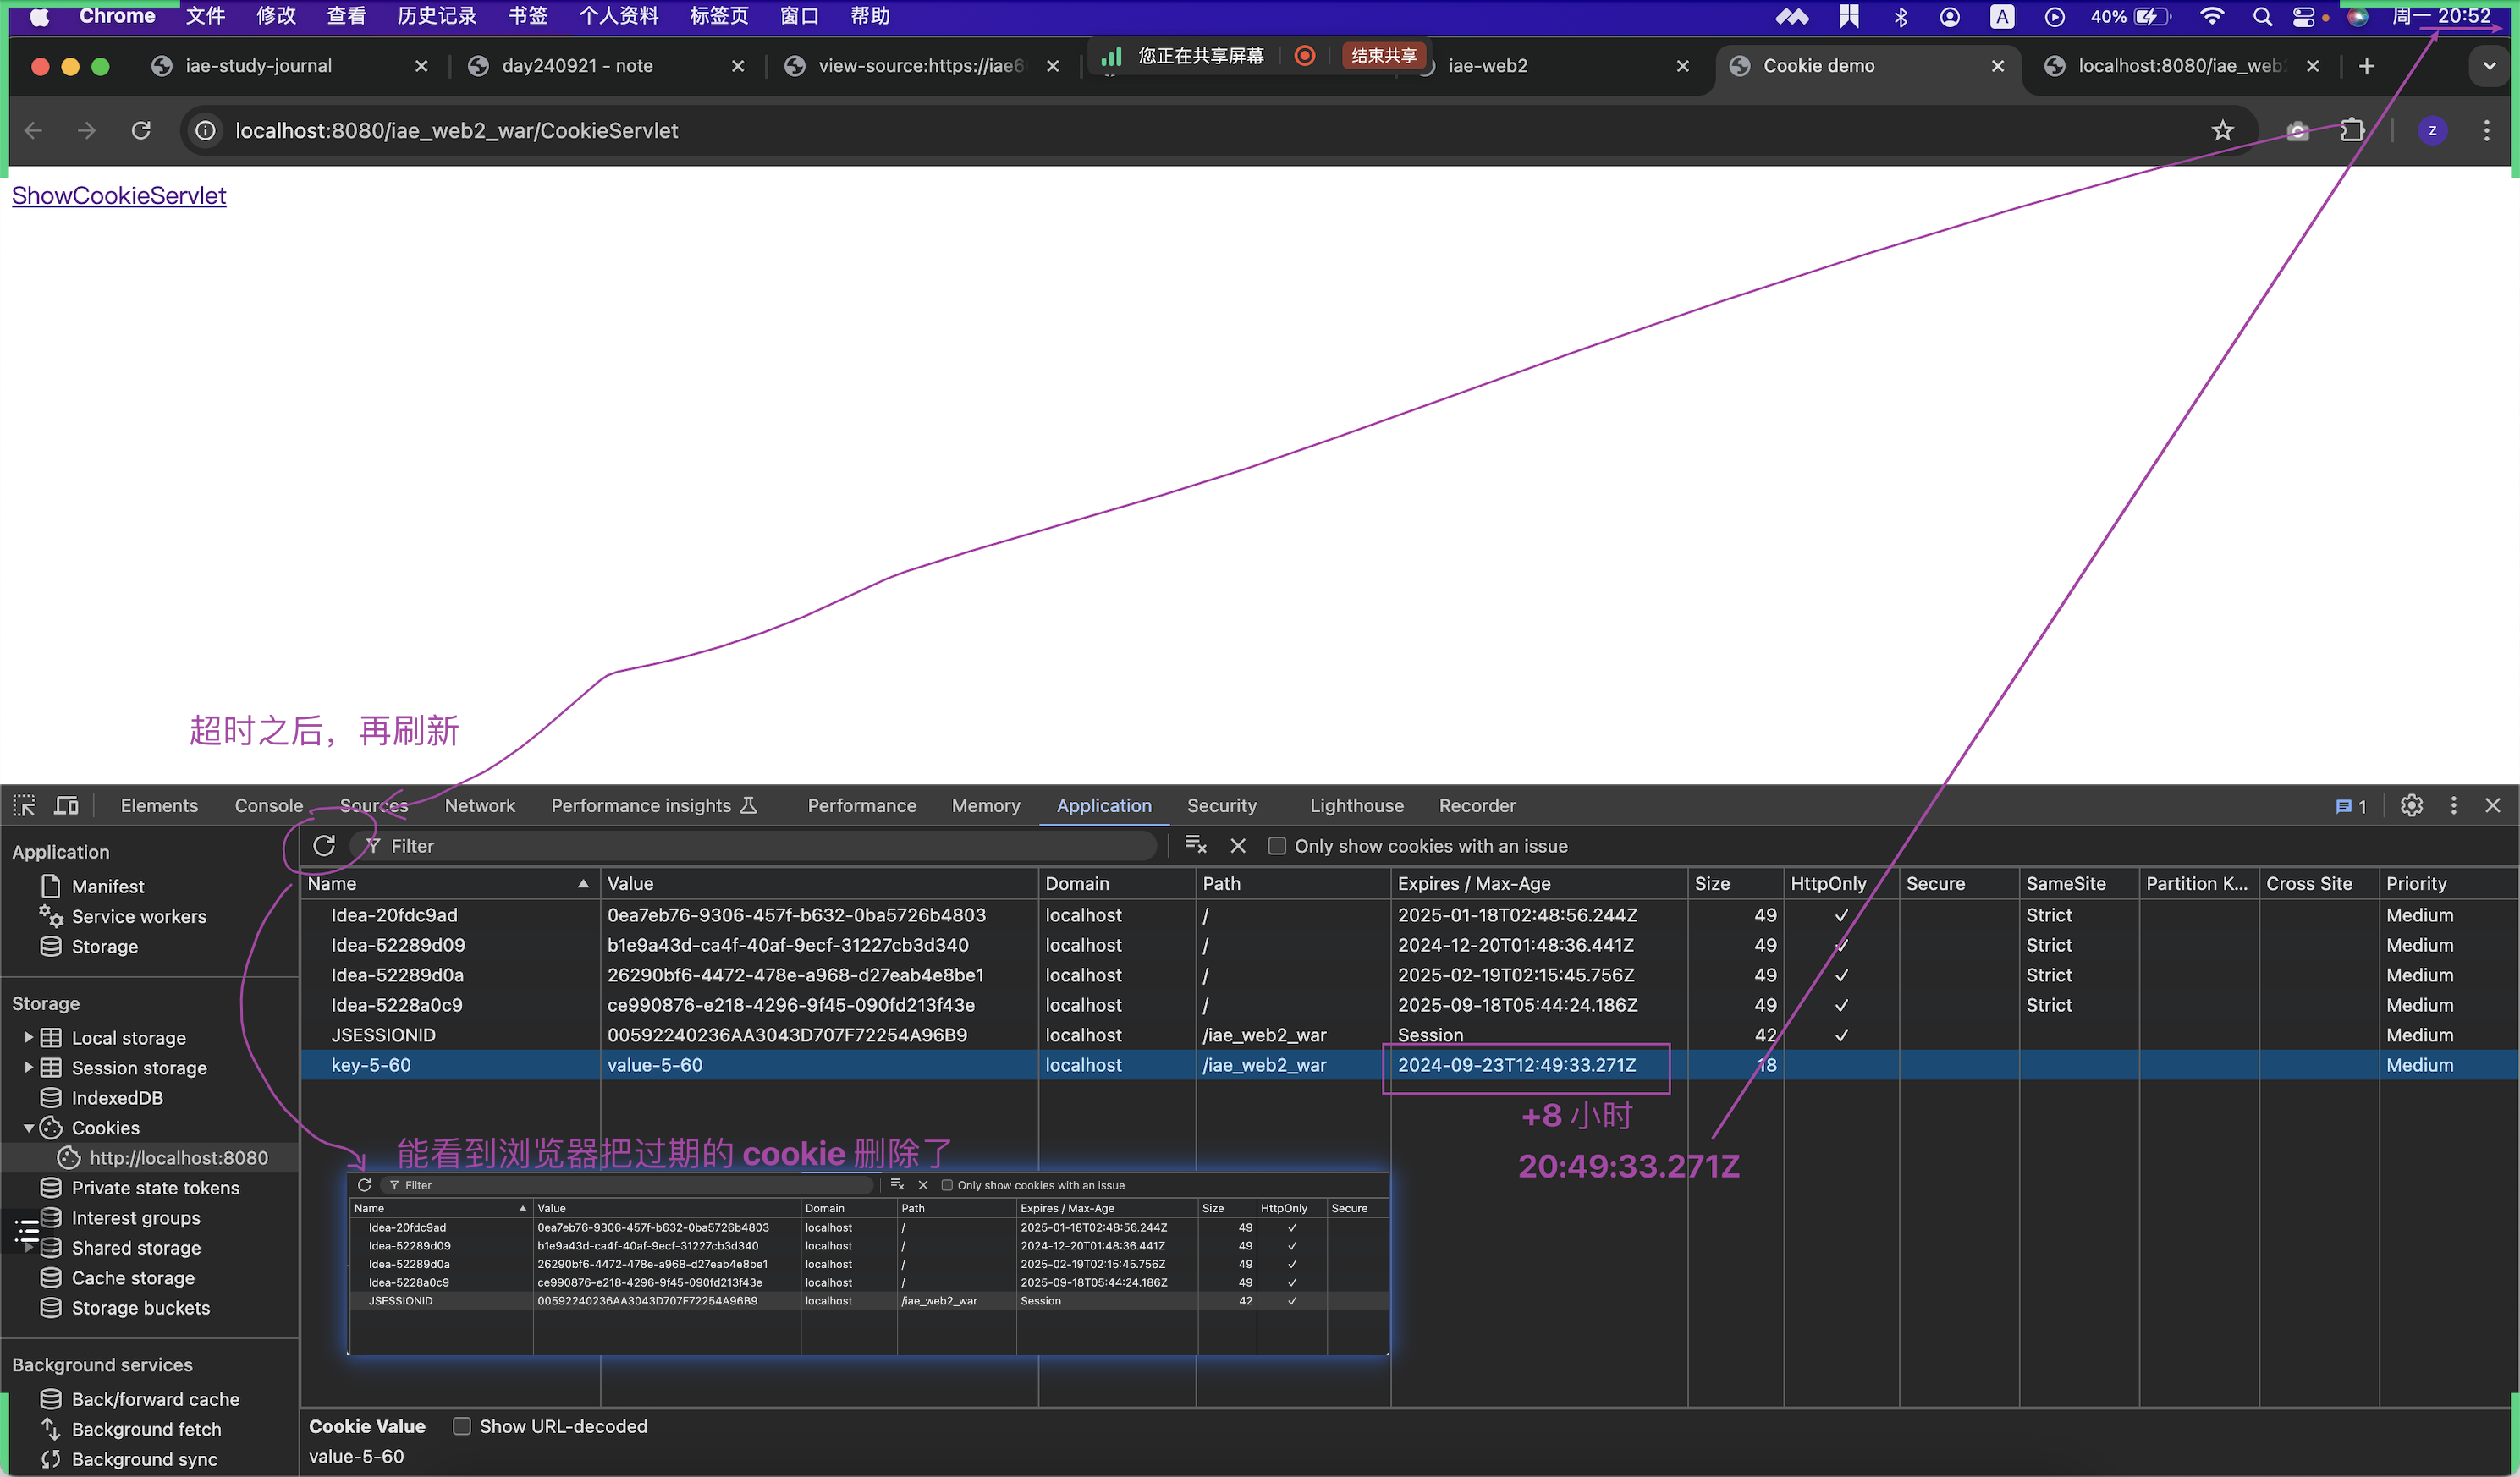 Chrome 文件 修改 查看 历史记录 书签 个人资料 标签页 窗口 帮助 A 40% 周一 20:52
iae-study-journal day240921 - note view-source:https://iae6 您正在共享屏幕 结束共享 iae-web2 Cookie demo localhost:8080/iae_web2
localhost:8080/iae_web2_war/CookieServlet z
ShowCookieServlet
超时之后，再刷新
Elements Console Sources Network Performance insights Performance Memory Application Security Lighthouse Recorder 1
Filter Only show cookies with an issue
Application
Manifest
Service workers
Storage
Storage
Local storage
Session storage
IndexedDB
Cookies
http://localhost:8080
Private state tokens
Interest groups
Shared storage
Cache storage
Storage buckets
Background services
Back/forward cache
Background fetch
Background sync
Name Value Domain Path Expires / Max-Age Size HttpOnly Secure SameSite Partition K... Cross Site Priority
Idea-20fdc9ad 0ea7eb76-9306-457f-b632-0ba5726b4803 localhost / 2025-01-18T02:48:56.244Z 49 ✓ Strict Medium
Idea-52289d09 b1e9a43d-ca4f-40af-9ecf-31227cb3d340 localhost / 2024-12-20T01:48:36.441Z 49 ✓ Strict Medium
Idea-52289d0a 26290bf6-4472-478e-a968-d27eab4e8be1 localhost / 2025-02-19T02:15:45.756Z 49 ✓ Strict Medium
Idea-5228a0c9 ce990876-e218-4296-9f45-090fd213f43e localhost / 2025-09-18T05:44:24.186Z 49 ✓ Strict Medium
JSESSIONID 00592240236AA3043D707F72254A96B9 localhost /iae_web2_war Session 42 ✓ Medium
key-5-60 value-5-60 localhost /iae_web2_war 2024-09-23T12:49:33.271Z 18 Medium
+8 小时
20:49:33.271Z
能看到浏览器把过期的 cookie 删除了
Filter Only show cookies with an issue
Name Value Domain Path Expires / Max-Age Size HttpOnly Secure
Idea-20fdc9ad 0ea7eb76-9306-457f-b632-0ba5726b4803 localhost / 2025-01-18T02:48:56.244Z 49 ✓
Idea-52289d09 b1e9a43d-ca4f-40af-9ecf-31227cb3d340 localhost / 2024-12-20T01:48:36.441Z 49 ✓
Idea-52289d0a 26290bf6-4472-478e-a968-d27eab4e8be1 localhost / 2025-02-19T02:15:45.756Z 49 ✓
Idea-5228a0c9 ce990876-e218-4296-9f45-090fd213f43e localhost / 2025-09-18T05:44:24.186Z 49 ✓
JSESSIONID 00592240236AA3043D707F72254A96B9 localhost /iae_web2_war Session 42 ✓
Cookie Value Show URL-decoded
value-5-60